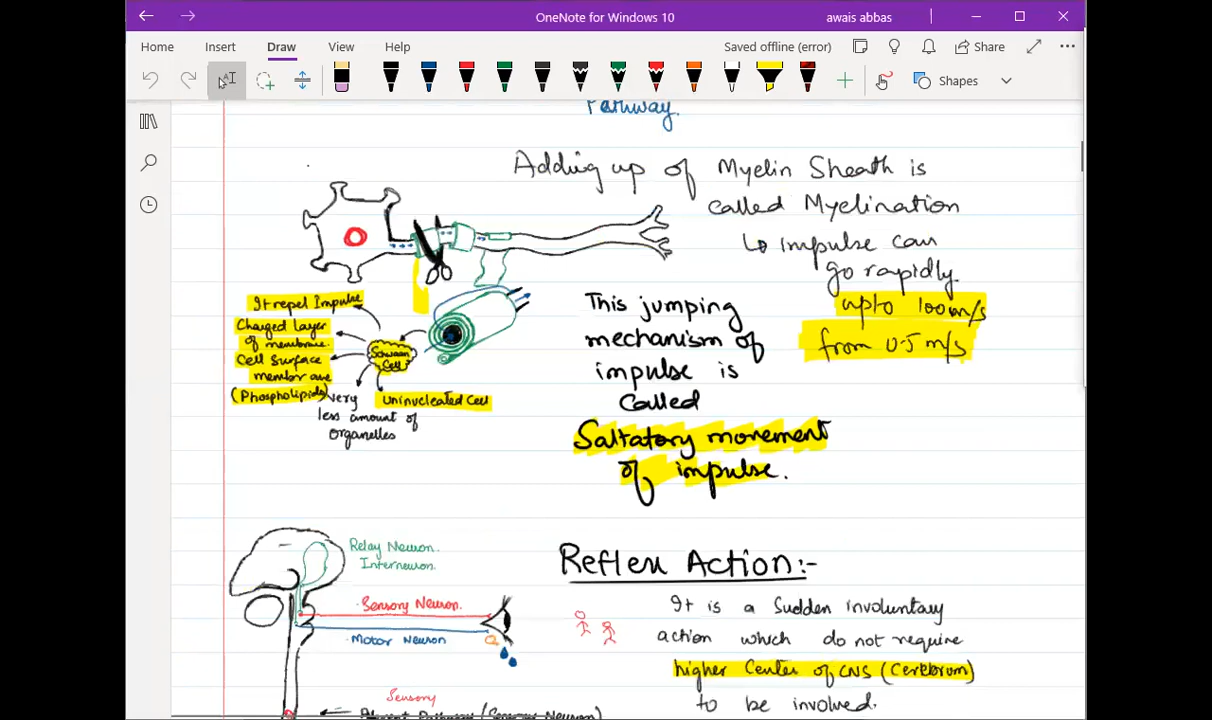 OneNote for Windows 10
awais abbas
Home Insert Draw View Help
Saved offline (error)
Share
Shapes
Pathway.
Adding up of Myelin Sheath is
called Myelination
↳ impulse can
go rapidly
upto 100m/s
from 0.5 m/s
It repel Impulse
Charged layer
of membrane.
Cell Surface
membrane
(Phospholipids)
Schwaan
Cell
very
less amount of
organelles
Uninucleated Cell
This jumping
mechanism of
impulse is
called
Saltatory movement
of impulse.
Relay Neuron.
Interneuron.
Sensory Neuron.
Motor Neuron
Sensory
Reflex Action:-
It is a Sudden involuntary
action which do not require
higher Center of CNS (Cerebrum)
to be involved.